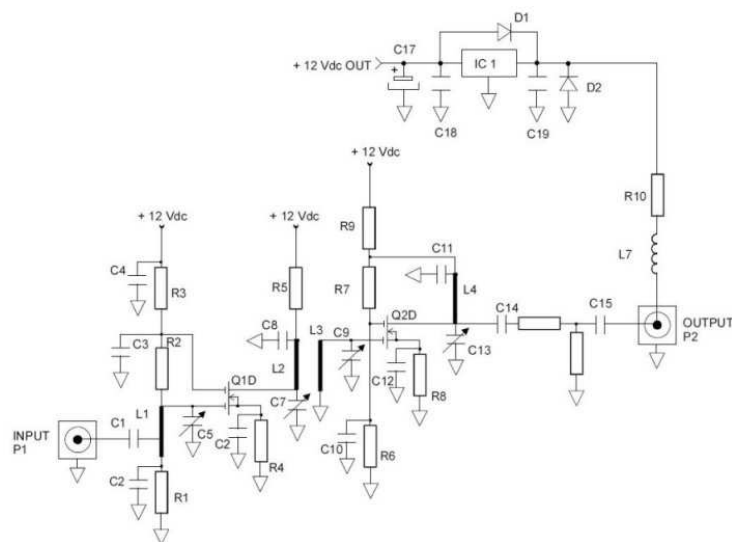 D1
C17
+ 12 Vdc OUT
+
IC 1
D2
C18
C19
+ 12 Vdc
R10
R9
+ 12 Vdc
+ 12 Vdc
C11
L7
C4
R3
R5
R7
L4
C8
L3
C9
Q2D
C14
C15
OUTPUT
P2
C3
R2
L2
C13
Q1D
C12
R8
L1
C7
INPUT
P1
C1
C5
C2
R4
C10
R6
C2
R1